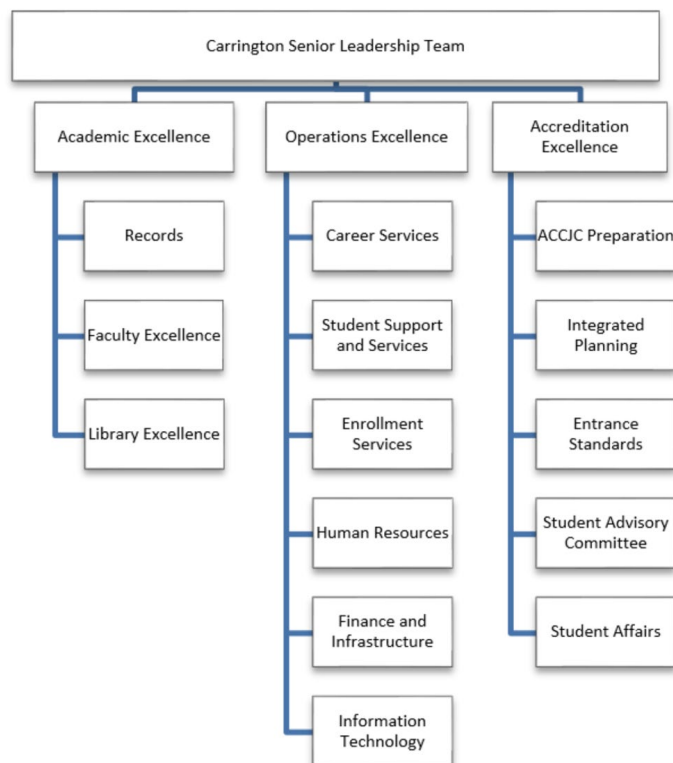 Carrington Senior Leadership Team
Academic Excellence
Operations Excellence
Accreditation
Excellence
Records
Faculty Excellence
Library Excellence
Career Services
Student Support
and Services
Enrollment
Services
Human Resources
Finance and
Infrastructure
Information
Technology
ACCJC Preparation
Integrated
Planning
Entrance
Standards
Student Advisory
Committee
Student Affairs